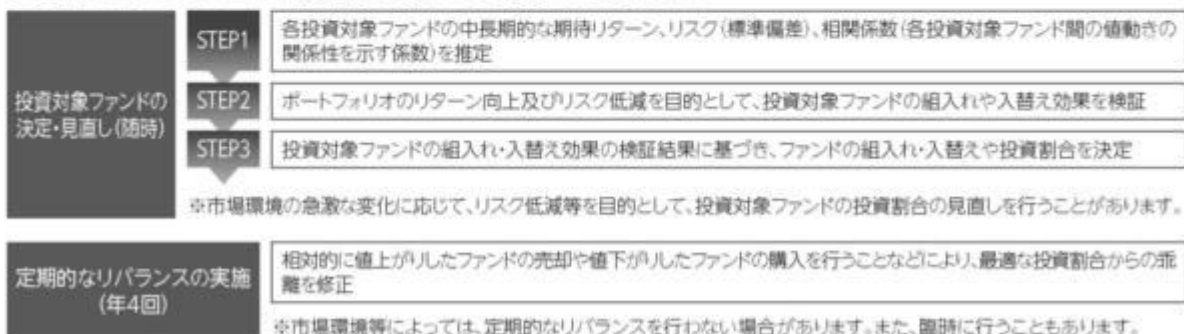 投資対象ファンドの
決定・見直し(随時)
STEP1
各投資対象ファンドの中長期的な期待リターン、リスク(標準偏差)、相関係数(各投資対象ファンド間の値動きの
関係性を示す係数)を推定
STEP2
ポートフォリオのリターン向上及びリスク低減を目的として、投資対象ファンドの組入れや入替え効果を検証
STEP3
投資対象ファンドの組入れ・入替え効果の検証結果に基づき、ファンドの組入れ・入替えや投資割合を決定
※市場環境の急激な変化に応じて、リスク低減等を目的として、投資対象ファンドの投資割合の見直しを行うことがあります。
定期的なリバランスの実施
(年4回)
相対的に値上がりしたファンドの売却や値下がりしたファンドの購入を行うことなどにより、最適な投資割合からの乖
離を修正
※市場環境等によっては、定期的なリバランスを行わない場合があります。また、臨時に行うこともあります。